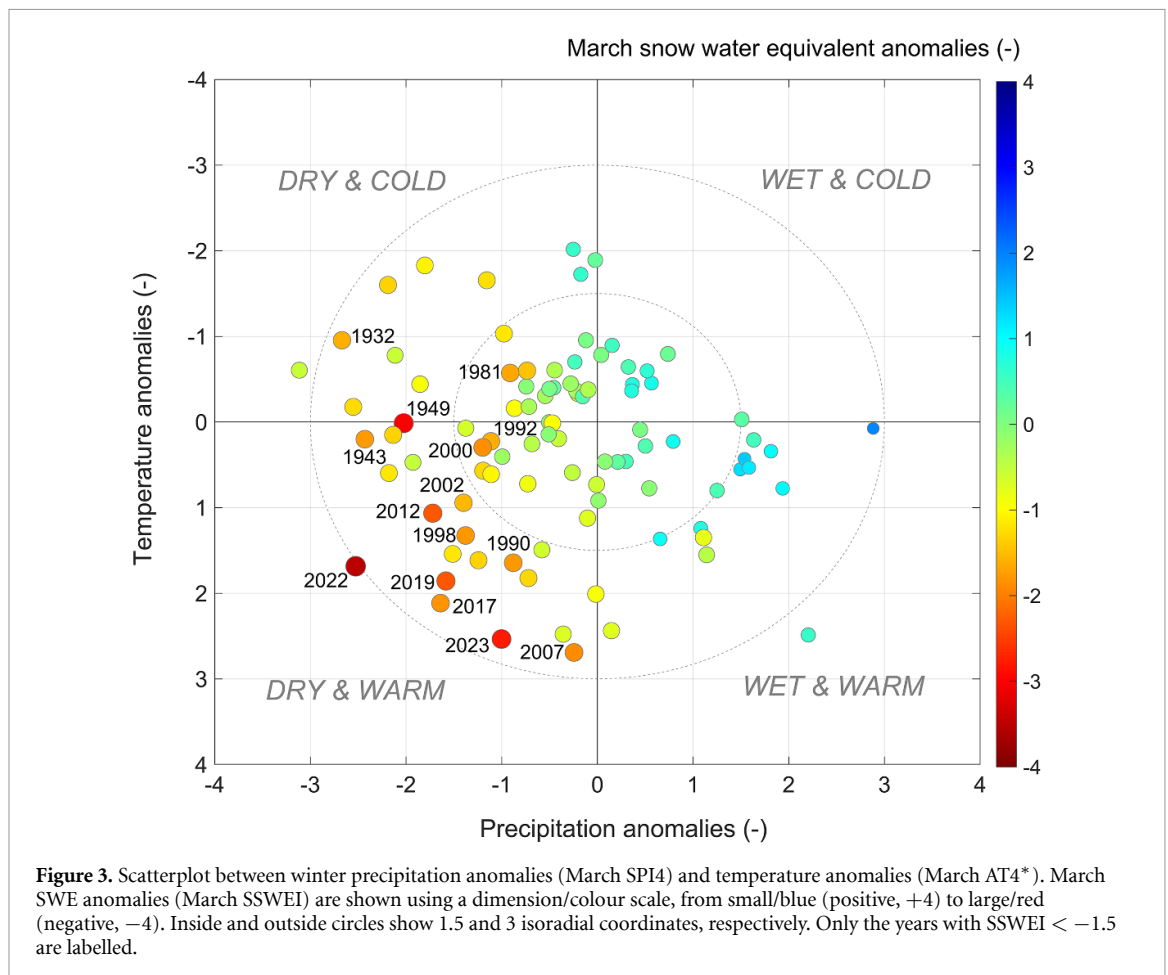 March snow water equivalent anomalies (-)
-4
-3
-2
-1
0
1
2
3
4
Temperature anomalies (-)
DRY & COLD
WET & COLD
1932
1981
1949
1992
1943
2000
2002
2012
1998
1990
2022
2019
2017
2023
2007
DRY & WARM
WET & WARM
-4 -3 -2 -1 0 1 2 3 4
Precipitation anomalies (-)
4
3
2
1
0
-1
-2
-3
-4
Figure 3. Scatterplot between winter precipitation anomalies (March SPI4) and temperature anomalies (March AT4*). March
SWE anomalies (March SSWEI) are shown using a dimension/colour scale, from small/blue (positive, +4) to large/red
(negative, −4). Inside and outside circles show 1.5 and 3 isoradial coordinates, respectively. Only the years with SSWEI < −1.5
are labelled.